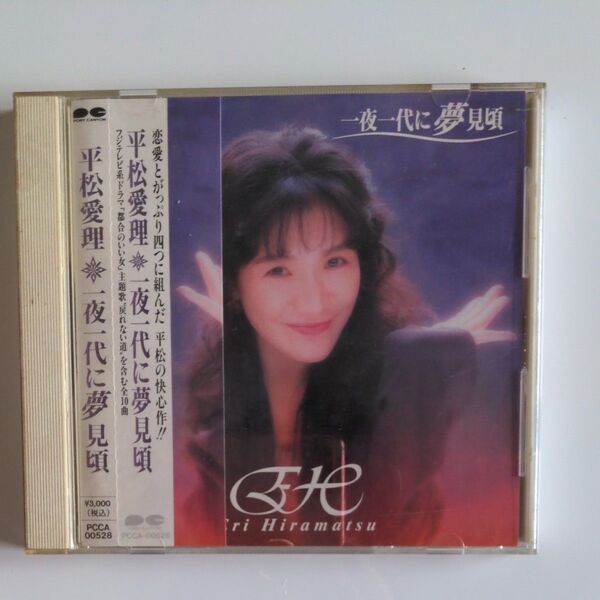 PONY CANYON
平松愛理❋一夜一代に夢見頃
¥3,000
(税込)
PCCA
00528
恋愛とがっぷり四つに組んだ 平松の快心作!!
平松愛理❋一夜一代に夢見頃
フジテレビ系ドラマ「都合のいい女」主題歌"戻れない道"を含む全10曲
PCCA-00528
一夜一代に夢見頃
EH
Eri Hiramatsu